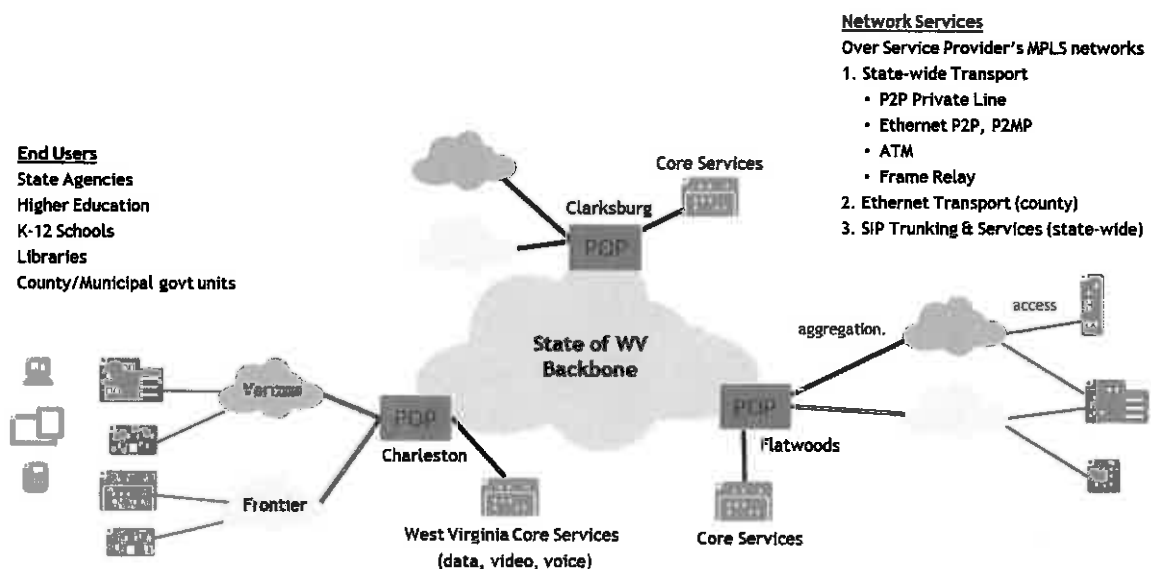 Network Services
Over Service Provider's MPLS networks
1. State-wide Transport
• P2P Private Line
• Ethernet P2P, P2MP
• ATM
• Frame Relay
2. Ethernet Transport (county)
3. SIP Trunking & Services (state-wide)
End Users
State Agencies
Higher Education
K-12 Schools
Libraries
County/Municipal govt units
Core Services
Clarksburg
POP
State of WV
Backbone
aggregation.
access
Verizon
POP
Charleston
Frontier
West Virginia Core Services
(data, video, voice)
POP
Flatwoods
Core Services